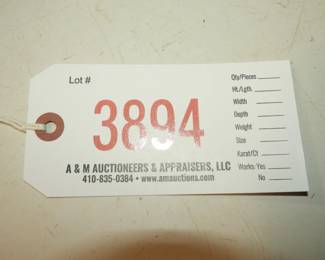 Lot #
3894
A & M AUCTIONEERS & APPRAISERS, LLC
410-835-0384 • www.amauctions.com
Qty/Pieces
Ht./Lgth.
Width
Depth
Weight
Size
Karat/Ct
Works: Yes
No